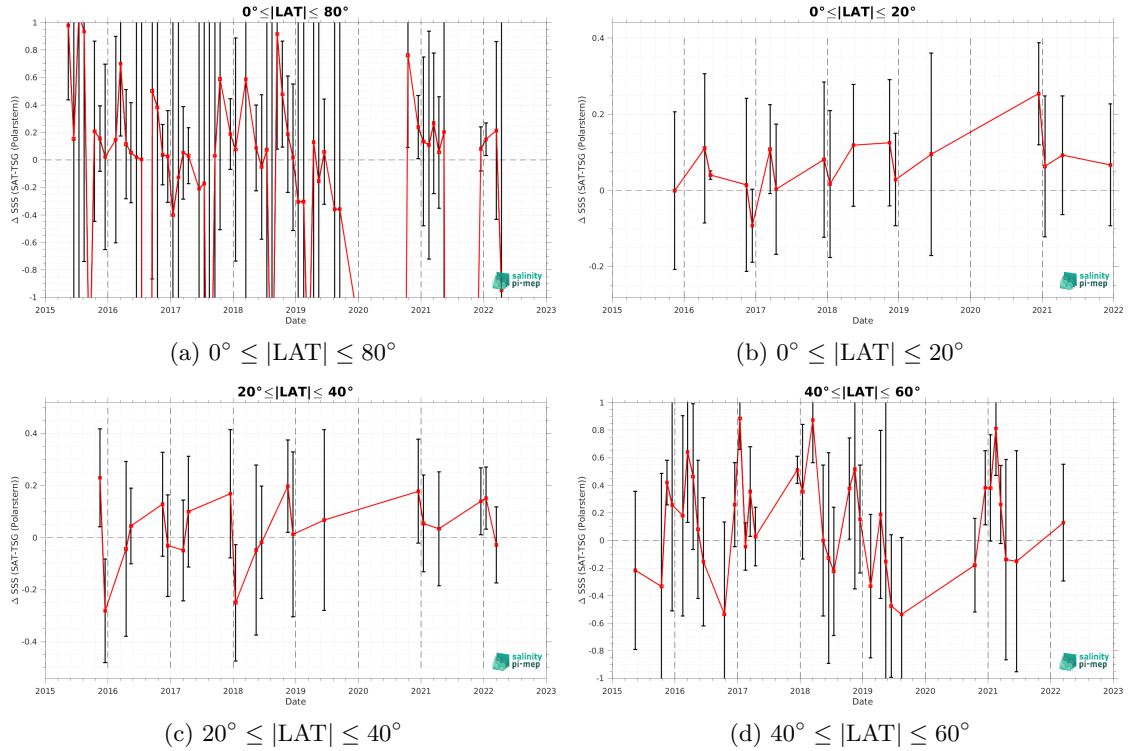 0°≤|LAT|≤ 80°
Δ SSS (SAT-TSG (Polarstern))
1
0.8
0.6
0.4
0.2
0
-0.2
-0.4
-0.6
-0.8
-1
2015 2016 2017 2018 2019 2020 2021 2022 2023
Date
salinity
pi-mep
(a) 0° ≤ |LAT| ≤ 80°
0°≤|LAT|≤ 20°
Δ SSS (SAT-TSG (Polarstern))
0.4
0.2
0
-0.2
2015 2016 2017 2018 2019 2020 2021 2022
Date
salinity
pi-mep
(b) 0° ≤ |LAT| ≤ 20°
20°≤|LAT|≤ 40°
Δ SSS (SAT-TSG (Polarstern))
0.4
0.2
0
-0.2
-0.4
2015 2016 2017 2018 2019 2020 2021 2022 2023
Date
salinity
pi-mep
(c) 20° ≤ |LAT| ≤ 40°
40°≤|LAT|≤ 60°
Δ SSS (SAT-TSG (Polarstern))
1
0.8
0.6
0.4
0.2
0
-0.2
-0.4
-0.6
-0.8
-1
2015 2016 2017 2018 2019 2020 2021 2022 2023
Date
salinity
pi-mep
(d) 40° ≤ |LAT| ≤ 60°